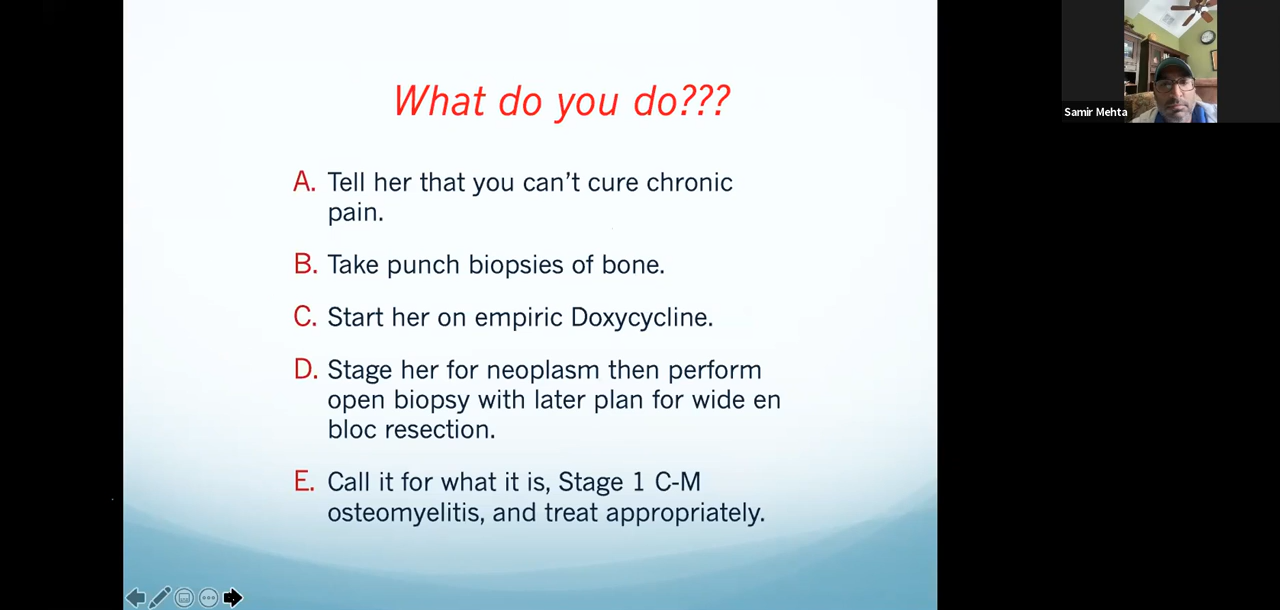 What do you do???
A. Tell her that you can’t cure chronic
pain.
B. Take punch biopsies of bone.
C. Start her on empiric Doxycycline.
D. Stage her for neoplasm then perform
open biopsy with later plan for wide en
bloc resection.
E. Call it for what it is, Stage 1 C-M
osteomyelitis, and treat appropriately.
Samir Mehta